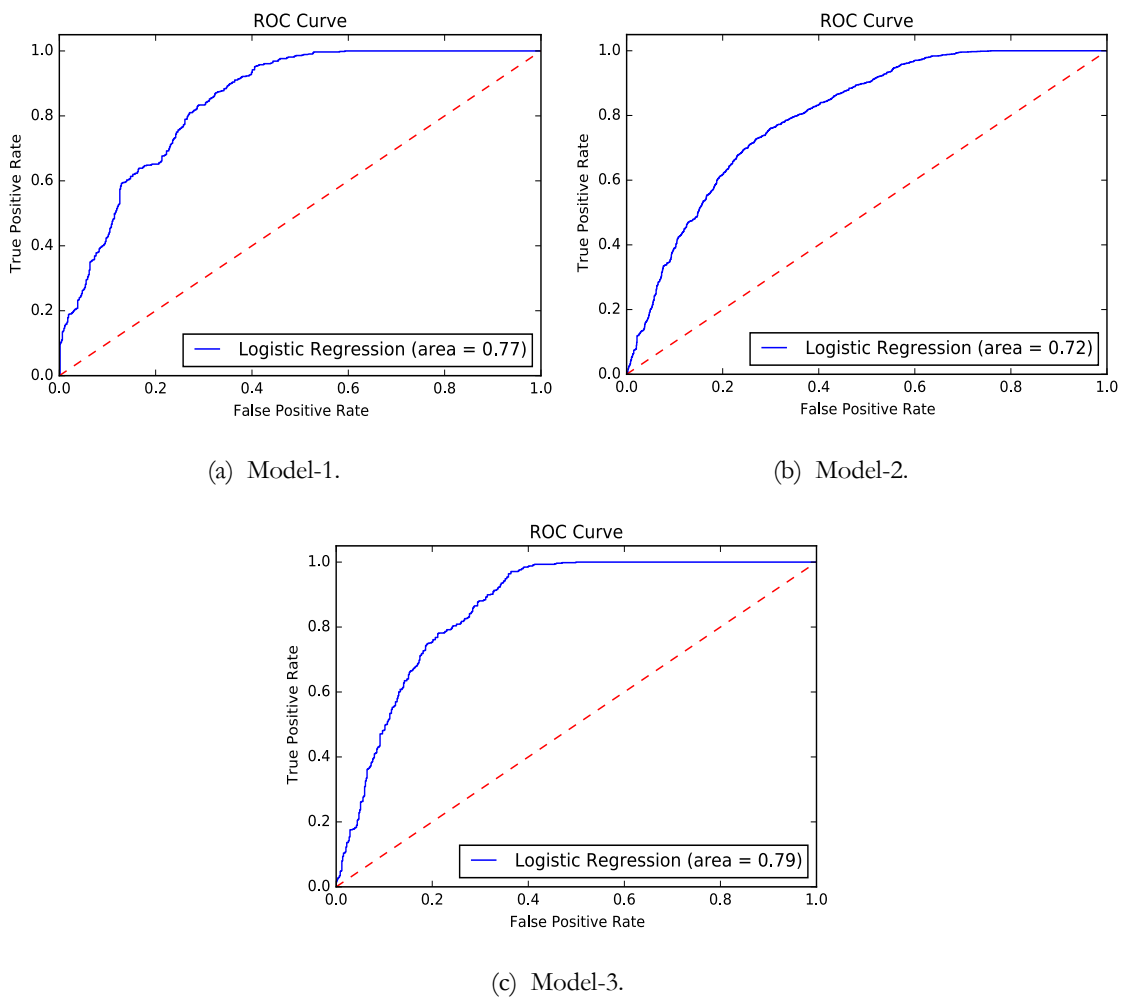 ROC Curve
1.0
0.8
0.6
0.4
0.2
0.0
True Positive Rate
Logistic Regression (area = 0.77)
0.0 0.2 0.4 0.6 0.8 1.0
False Positive Rate
(a) Model-1.
ROC Curve
1.0
0.8
0.6
0.4
0.2
0.0
True Positive Rate
Logistic Regression (area = 0.72)
0.0 0.2 0.4 0.6 0.8 1.0
False Positive Rate
(b) Model-2.
ROC Curve
1.0
0.8
0.6
0.4
0.2
0.0
True Positive Rate
Logistic Regression (area = 0.79)
0.0 0.2 0.4 0.6 0.8 1.0
False Positive Rate
(c) Model-3.